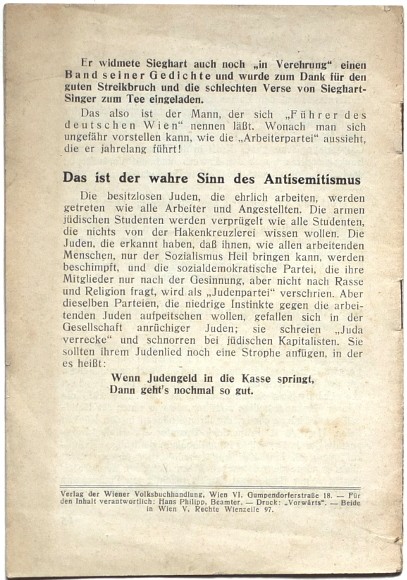 Er widmete Sieghart auch noch „in Verehrung“ einen
Band seiner Gedichte und wurde zum Dank für den
guten Streikbruch und die schlechten Verse von Sieghart-
Singer zum Tee eingeladen.
Das also ist der Mann, der sich „Führer des
deutschen Wien“ nennen läßt. Wonach man sich
ungefähr vorstellen kann, wie die „Arbeiterpartei“ aussieht,
die er jahrelang führt!
Das ist der wahre Sinn des Antisemitismus
Die besitzlosen Juden, die ehrlich arbeiten, werden
getreten wie alle Arbeiter und Angestellten. Die armen
jüdischen Studenten werden verprügelt wie alle Studenten,
die nichts von der Hakenkreuzlerei wissen wollen. Die
Juden, die erkannt haben, daß ihnen, wie allen arbeitenden
Menschen, nur der Sozialismus Heil bringen kann, werden
beschimpft, und die sozialdemokratische Partei, die ihre
Mitglieder nur nach der Gesinnung, aber nicht nach Rasse
und Religion fragt, wird als „Judenpartei“ verschrien. Aber
dieselben Parteien, die niedrige Instinkte gegen die arbei-
tenden Juden aufpeitschen wollen, gefallen sich in der
Gesellschaft anrüchiger Juden; sie schreien „Juda
verrecke“ und schnorren bei jüdischen Kapitalisten. Sie
sollten ihrem Judenlied noch eine Strophe anfügen, in der
es heißt:
Wenn Judengeld in die Kasse springt,
Dann geht's nochmal so gut.
Verlag der Wiener Volksbuchhandlung, Wien VI. Gumpendorferstraße 18. — Für
den Inhalt verantwortlich: Hans Philipp, Beamter. — Druck: „Vorwärts“. — Beide
in Wien V. Rechte Wienzeile 97.